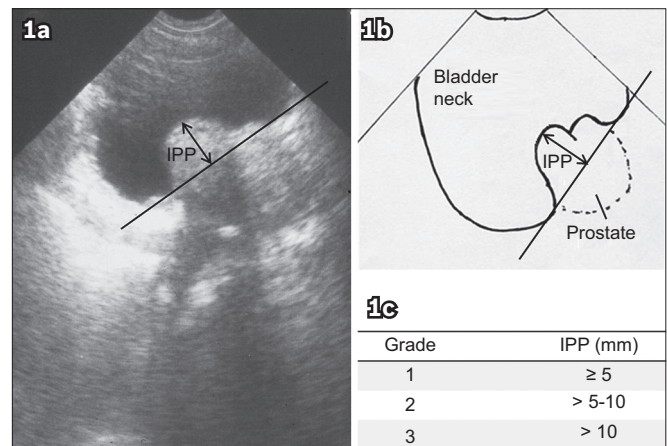 1a
IPP
1b
Bladder
neck
IPP
Prostate
1c
Grade IPP (mm)
1 ≥ 5
2 > 5-10
3 > 10